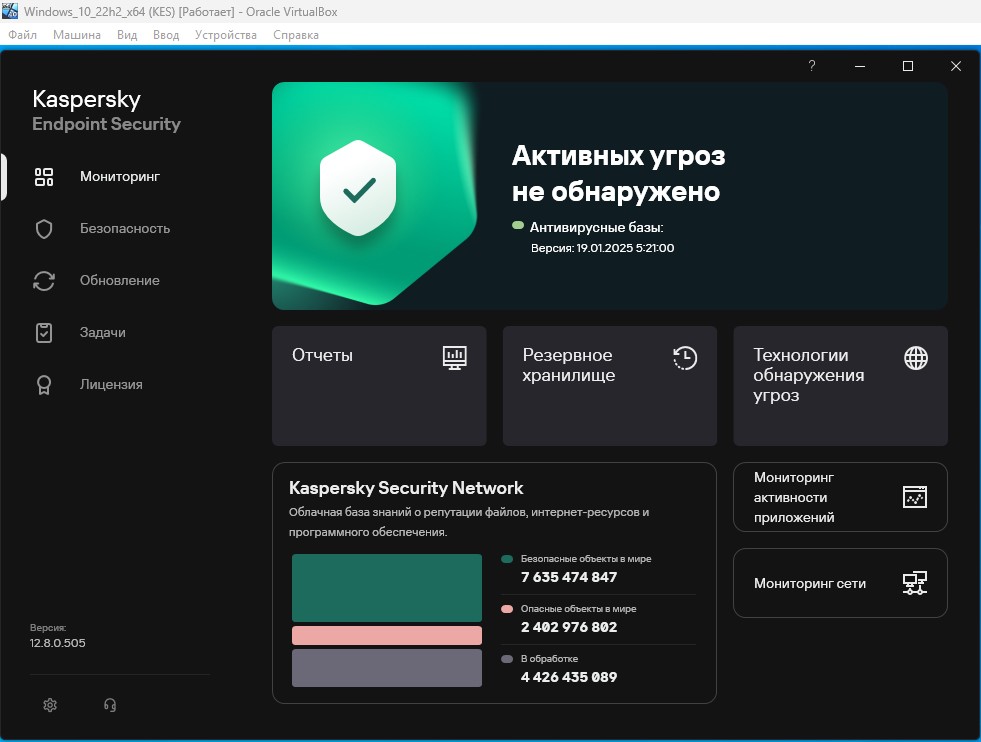 Windows_10_22h2_x64 (KES) [Работает] - Oracle VirtualBox
Файл Машина Вид Ввод Устройства Справка
?
Kaspersky
Endpoint Security
Мониторинг
Безопасность
Обновление
Задачи
Лицензия
Версия:
12.8.0.505
Активных угроз
не обнаружено
Антивирусные базы:
Версия: 19.01.2025 5:21:00
Отчеты
Резервное
хранилище
Технологии
обнаружения
угроз
Kaspersky Security Network
Облачная база знаний о репутации файлов, интернет-ресурсов и
программного обеспечения.
Безопасные объекты в мире
7 635 474 847
Опасные объекты в мире
2 402 976 802
В обработке
4 426 435 089
Мониторинг
активности
приложений
Мониторинг сети